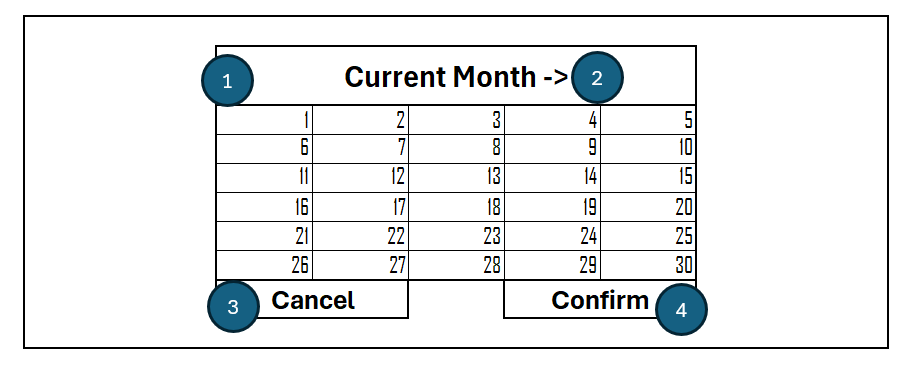 1 Current Month -> 2
1 2 3 4 5
6 7 8 9 10
11 12 13 14 15
16 17 18 19 20
21 22 23 24 25
26 27 28 29 30
3 Cancel Confirm 4